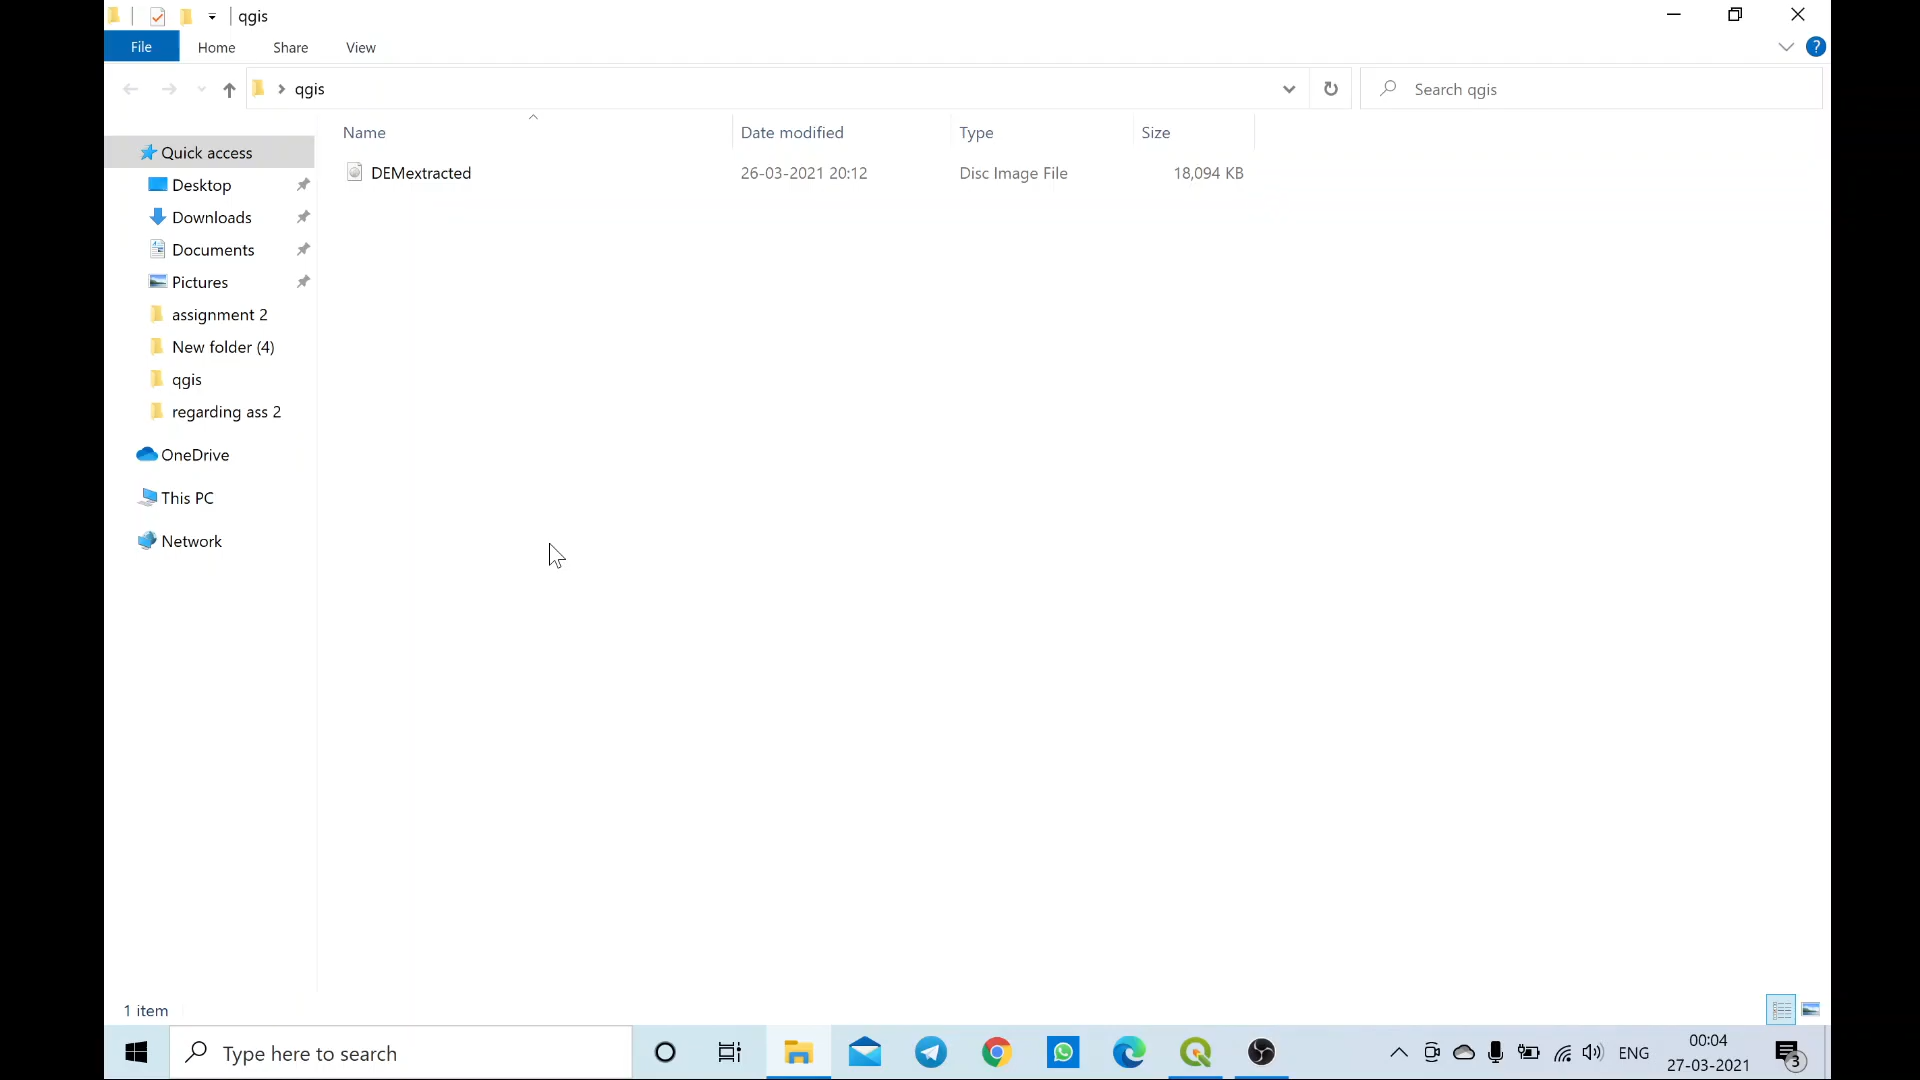 qgis
File Home Share View
qgis
Search qgis
Name Date modified Type Size
DEMextracted 26-03-2021 20:12 Disc Image File 18,094 KB
Quick access
Desktop
Downloads
Documents
Pictures
assignment 2
New folder (4)
qgis
regarding ass 2
OneDrive
This PC
Network
1 item
Type here to search
ENG
00:04
27-03-2021
3